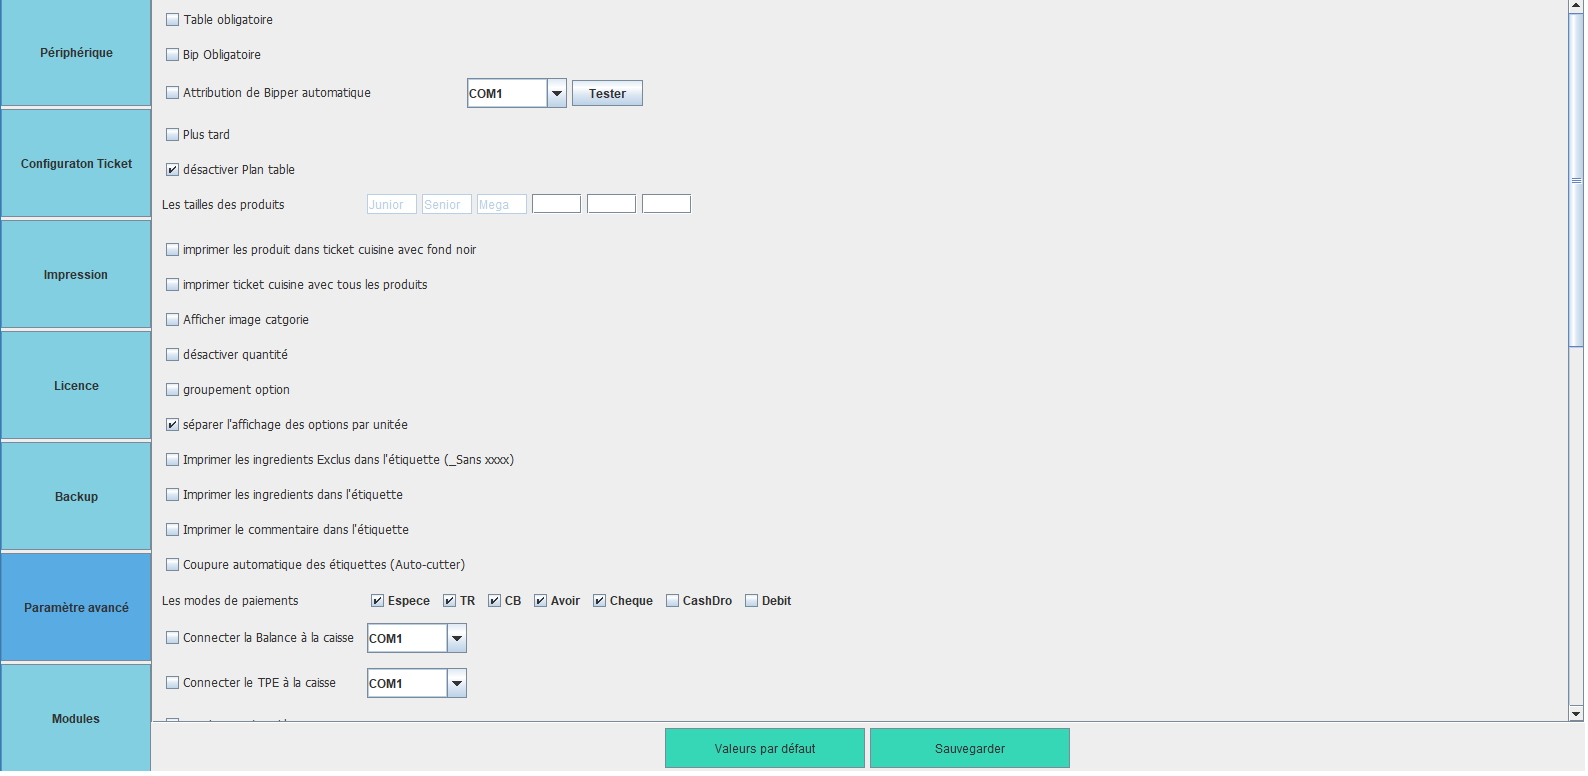 Périphérique
Configuraton Ticket
Impression
Licence
Backup
Paramètre avancé
Modules
Table obligatoire
Bip Obligatoire
Attribution de Bipper automatique COM1 Tester
Plus tard
désactiver Plan table
Les tailles des produits Junior Senior Mega
imprimer les produit dans ticket cuisine avec fond noir
imprimer ticket cuisine avec tous les produits
Afficher image catgorie
désactiver quantité
groupement option
séparer l'affichage des options par unitée
Imprimer les ingredients Exclus dans l'étiquette (_Sans xxxx)
Imprimer les ingredients dans l'étiquette
Imprimer le commentaire dans l'étiquette
Coupure automatique des étiquettes (Auto-cutter)
Les modes de paiements Espece TR CB Avoir Cheque CashDro Debit
Connecter la Balance à la caisse COM1
Connecter le TPE à la caisse COM1
Valeurs par défaut Sauvegarder